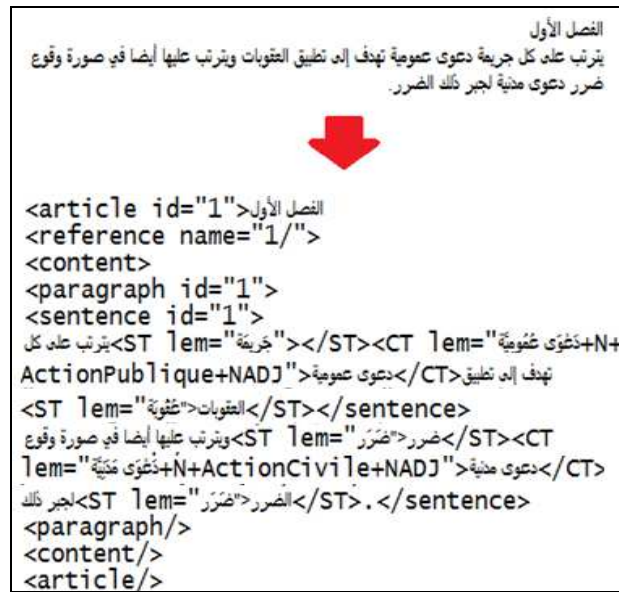 الفصل الأول
يترتب على كل جريمة دعوى عمومية تهدف إلى تطبيق العقوبات ويترتب عليها أيضا في صورة وقوع
ضرر دعوى مدنية لجبر ذلك الضرر.
<article id="1">الفصل الأول
<reference name="1/">
<content>
<paragraph id="1">
<sentence id="1">
يترتب على كل<ST lem="جَرِيمَة"></ST><CT lem="دَعْوَى عُمُومِيَّة+N+
ActionPublique+NADJ">دعوى عمومية</CT>تهدف إلى تطبيق
<ST lem="عُقُوبَة">العقوبات</ST></sentence>
ويترتب عليها أيضا في صورة وقوع<ST lem="ضَرَر">ضرر</ST><CT
lem="دَعْوَى مَدَنِيَّة+N+ActionCivile+NADJ">دعوى مدنية</CT>
لجبر ذلك<ST lem="ضَرَر">الضرر</ST>.</sentence>
<paragraph/>
<content/>
<article/>